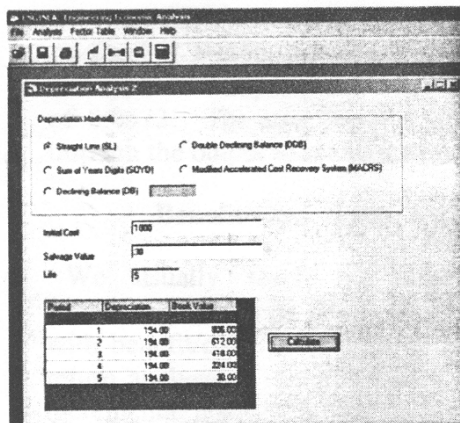 ENGINEA: Engineering Economic Analysis
File Analysis Factor Table Window Help
Depreciation Analysis 2
Depreciation Methods
Straight Line (SL)
Double Declining Balance (DDB)
Sum of Years Digits (SOYD)
Modified Accelerated Cost Recovery System (MACRS)
Declining Balance (DB)
Initial Cost 1000
Salvage Value 30
Life 5
Period Depreciation Book Value
1 194.00 806.00
2 194.00 612.00
3 194.00 418.00
4 194.00 224.00
5 194.00 30.00
Calculate